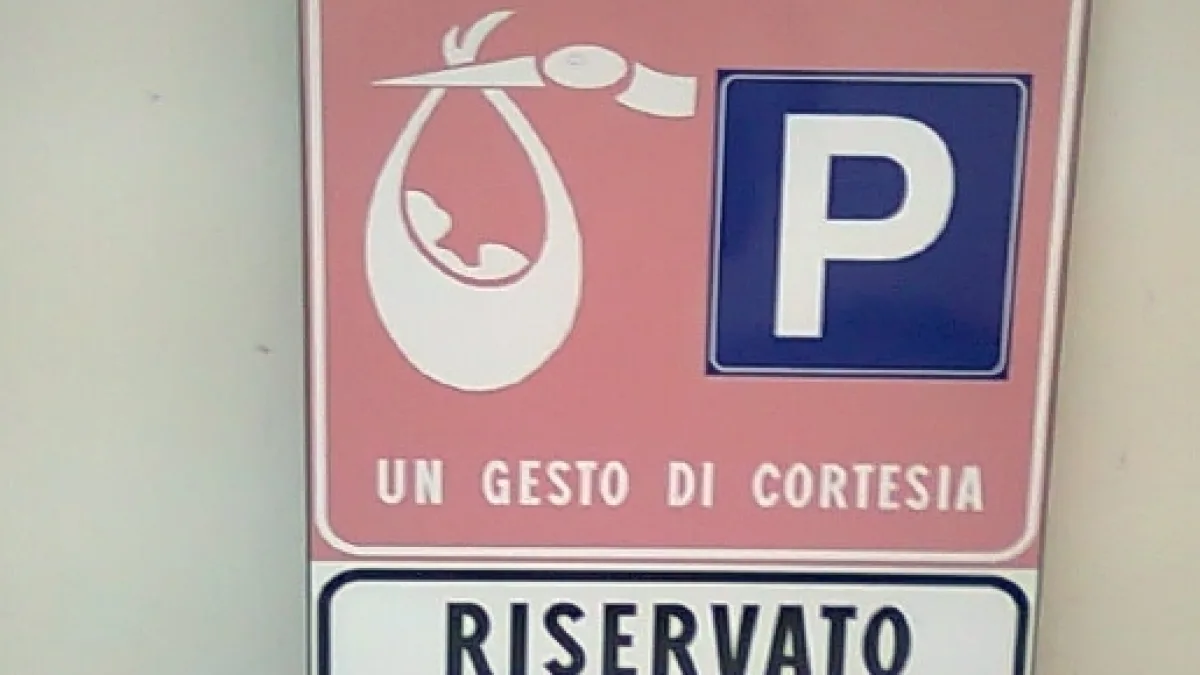 P
UN GESTO DI CORTESIA
RISERVATO